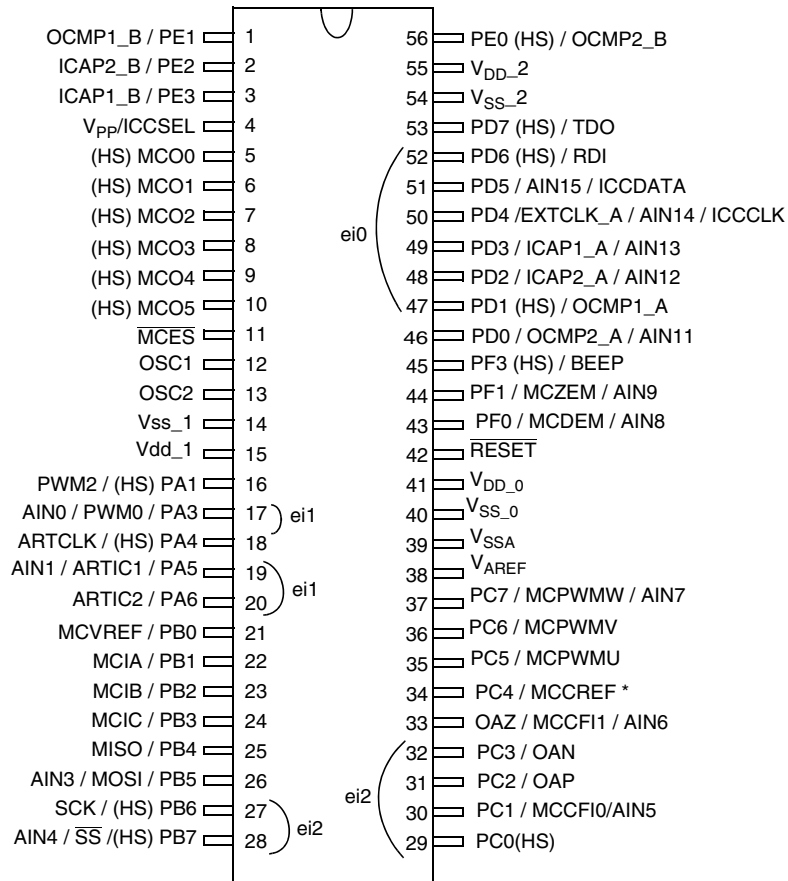 OCMP1_B / PE1 1
ICAP2_B / PE2 2
ICAP1_B / PE3 3
VPP/ICCSEL 4
(HS) MCO0 5
(HS) MCO1 6
(HS) MCO2 7
(HS) MCO3 8
(HS) MCO4 9
(HS) MCO5 10
MCES 11
OSC1 12
OSC2 13
Vss_1 14
Vdd_1 15
PWM2 / (HS) PA1 16
AIN0 / PWM0 / PA3 17
ei1
ARTCLK / (HS) PA4 18
AIN1 / ARTIC1 / PA5 19
ei1
ARTIC2 / PA6 20
MCVREF / PB0 21
MCIA / PB1 22
MCIB / PB2 23
MCIC / PB3 24
MISO / PB4 25
AIN3 / MOSI / PB5 26
SCK / (HS) PB6 27
ei2
AIN4 / SS /(HS) PB7 28
56 PE0 (HS) / OCMP2_B
55 VDD_2
54 VSS_2
53 PD7 (HS) / TDO
52 PD6 (HS) / RDI
51 PD5 / AIN15 / ICCDATA
50 PD4 /EXTCLK_A / AIN14 / ICCCLK
ei0
49 PD3 / ICAP1_A / AIN13
48 PD2 / ICAP2_A / AIN12
47 PD1 (HS) / OCMP1_A
46 PD0 / OCMP2_A / AIN11
45 PF3 (HS) / BEEP
44 PF1 / MCZEM / AIN9
43 PF0 / MCDEM / AIN8
42 RESET
41 VDD_0
40 VSS_0
39 VSSA
38 VAREF
37 PC7 / MCPWMW / AIN7
36 PC6 / MCPWMV
35 PC5 / MCPWMU
34 PC4 / MCCREF *
33 OAZ / MCCFI1 / AIN6
32 PC3 / OAN
31 PC2 / OAP
ei2
30 PC1 / MCCFI0/AIN5
29 PC0(HS)